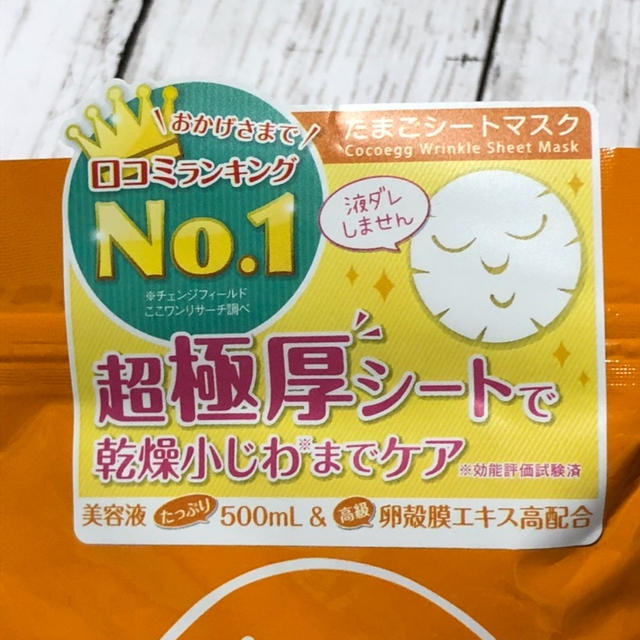 おかげさまで
口コミランキング
No.1
※チェンジフィールド
ここワンリサーチ調べ
たまごシートマスク
Cocoegg Wrinkle Sheet Mask
液ダレ
しません
超極厚シートで
乾燥小じわ※までケア
※効能評価試験済
美容液 たっぷり 500mL & 高級 卵殻膜エキス高配合